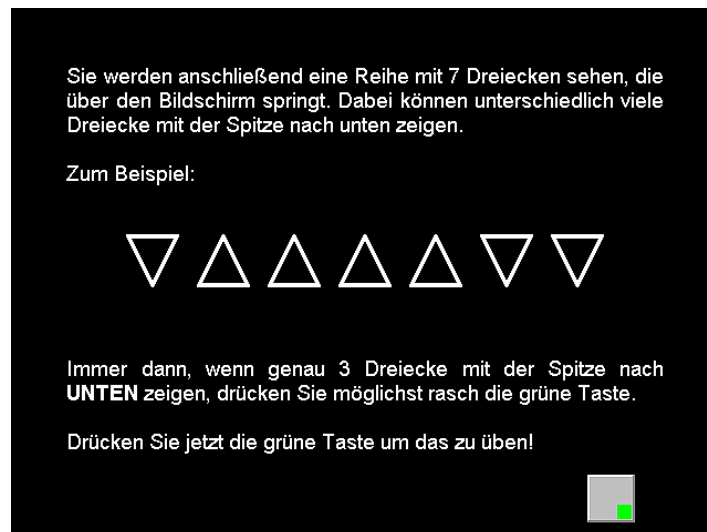 Sie werden anschließend eine Reihe mit 7 Dreiecken sehen, die
über den Bildschirm springt. Dabei können unterschiedlich viele
Dreiecke mit der Spitze nach unten zeigen.
Zum Beispiel:
Immer dann, wenn genau 3 Dreiecke mit der Spitze nach
UNTEN zeigen, drücken Sie möglichst rasch die grüne Taste.
Drücken Sie jetzt die grüne Taste um das zu üben!